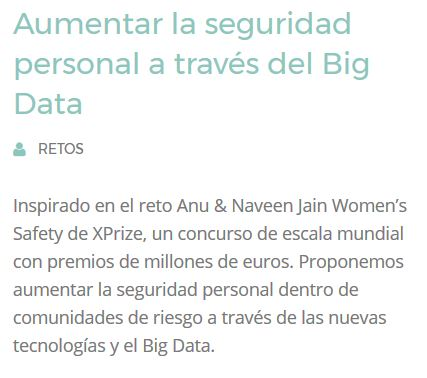 Aumentar la seguridad
personal a través del Big
Data
RETOS
Inspirado en el reto Anu & Naveen Jain Women's
Safety de XPrize, un concurso de escala mundial
con premios de millones de euros. Proponemos
aumentar la seguridad personal dentro de
comunidades de riesgo a través de las nuevas
tecnologías y el Big Data.